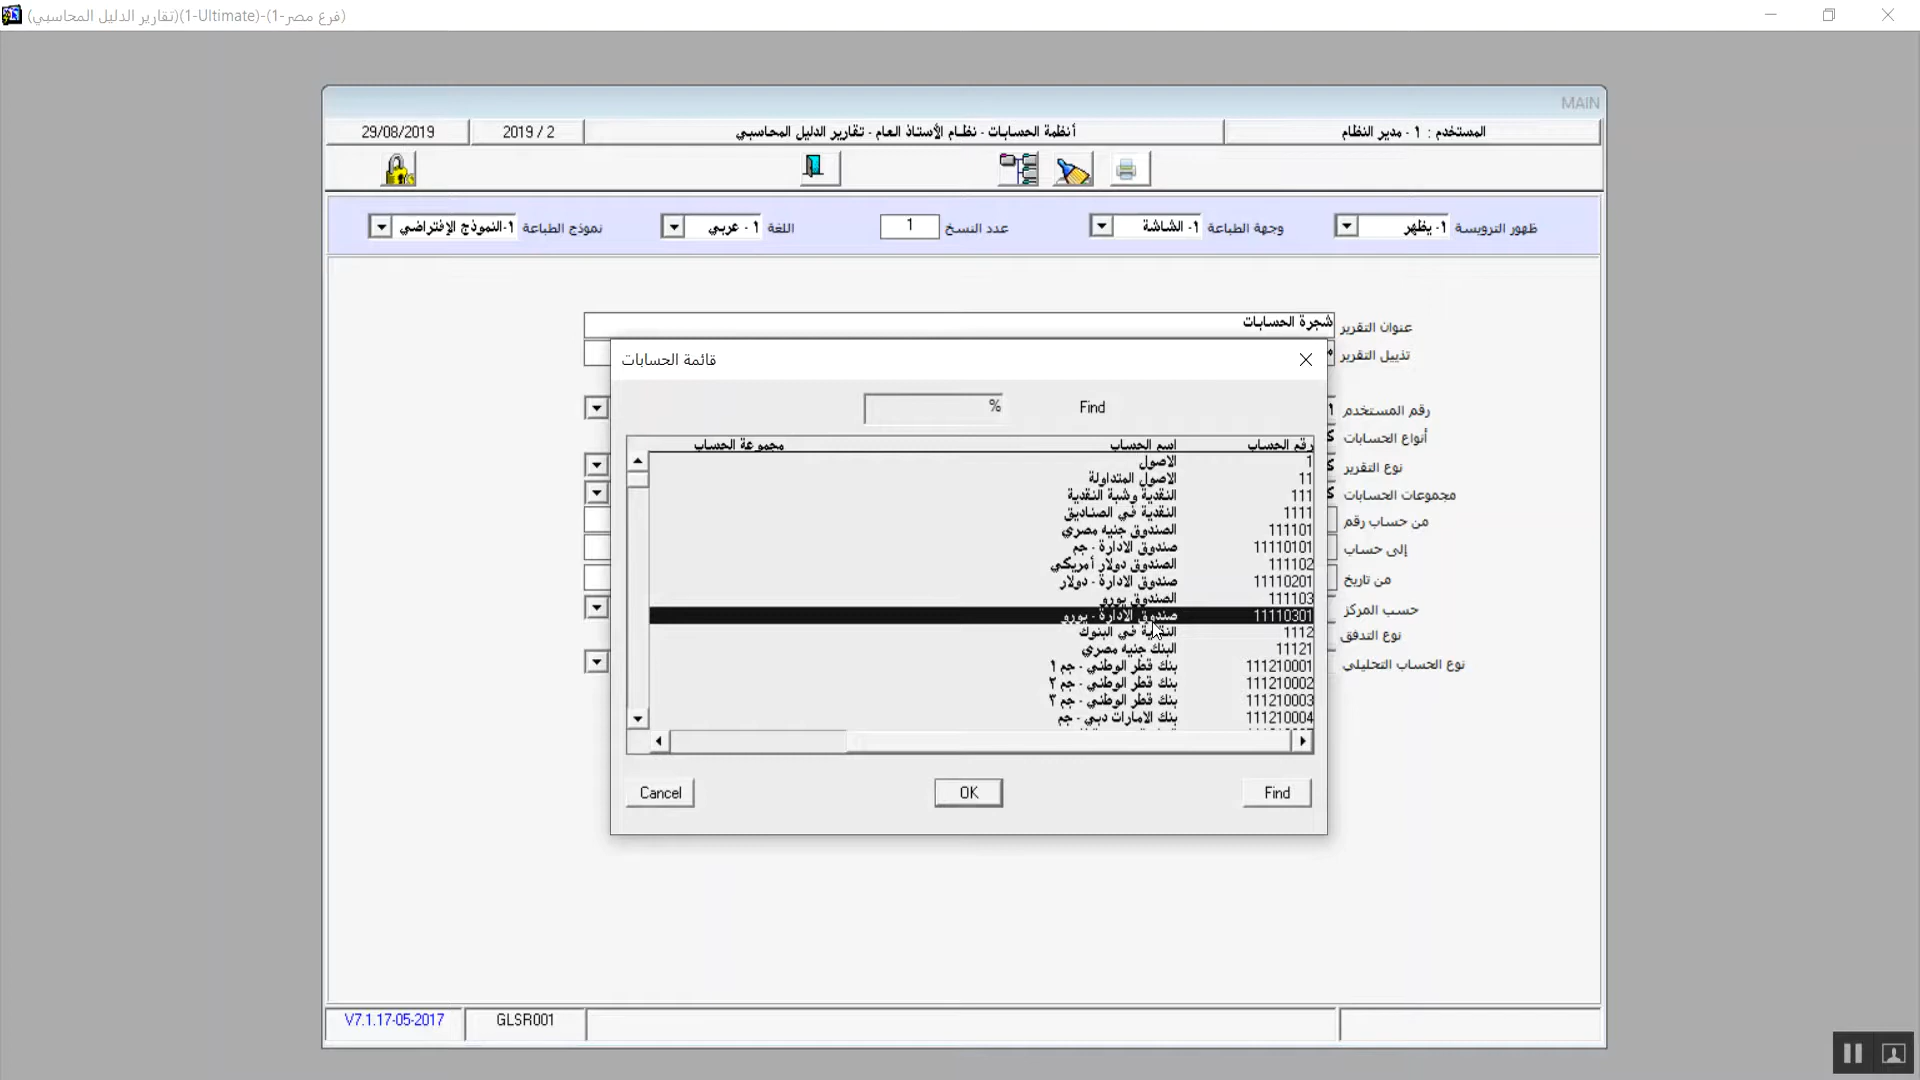 (فرع مصر-1)-(1-Ultimate)(تقارير الدليل المحاسبي)
MAIN
المستخدم : ١ - مدير النظام
أنظمة الحسابات - نظام الأستاذ العام - تقارير الدليل المحاسبي
2019 / 2
29/08/2019
ظهور الترويسة ١- يظهر
وجهة الطباعة ١- الشاشة
عدد النسخ 1
اللغة ١ - عربي
نموذج الطباعة ١-النموذج الإفتراضي
عنوان التقرير شجرة الحسابات
تذييل التقرير
رقم المستخدم
أنواع الحسابات
نوع التقرير
مجموعات الحسابات
من حساب رقم
إلى حساب
من تاريخ
حسب المركز
نوع التدفق
نوع الحساب التحليلي
قائمة الحسابات
Find %
رقم الحساب اسم الحساب مجموعة الحساب
1 الاصول
11 الاصول المتداولة
111 النقدية وشبة النقدية
1111 النقدية في الصناديق
111101 الصندوق جنيه مصري
11110101 صندوق الادارة - جم
111102 الصندوق دولار أمريكي
11110201 صندوق الادارة - دولار
111103 الصندوق يورو
11110301 صندوق الادارة - يورو
1112 النقدية في البنوك
11121 البنك جنيه مصري
111210001 بنك قطر الوطني - جم ١
111210002 بنك قطر الوطني - جم ٢
111210003 بنك قطر الوطني - جم ٣
111210004 بنك الامارات دبي - جم
Find
OK
Cancel
V7.1.17-05-2017
GLSR001